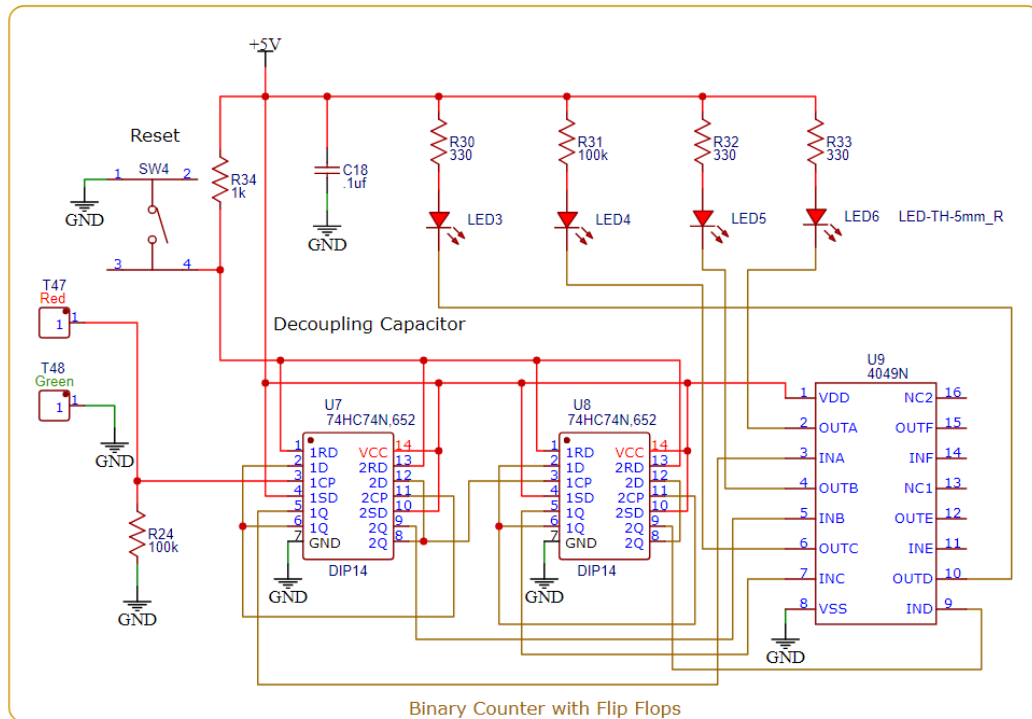 +5V
Reset
SW4
1
2
3
4
GND
R34
1k
C18
.1uf
GND
R30
330
R31
100k
R32
330
R33
330
LED3
LED4
LED5
LED6
LED-TH-5mm_R
T47
Red
1
1
T48
Green
1
1
GND
R24
100k
GND
Decoupling Capacitor
U7
74HC74N,652
1 1RD VCC 14
2 1D 2RD 13
3 1CP 2D 12
4 1SD 2CP 11
5 1Q 2SD 10
6 1Q 2Q 9
7 GND 2Q 8
DIP14
GND
U8
74HC74N,652
1 1RD VCC 14
2 1D 2RD 13
3 1CP 2D 12
4 1SD 2CP 11
5 1Q 2SD 10
6 1Q 2Q 9
7 GND 2Q 8
DIP14
GND
U9
4049N
1 VDD NC2 16
2 OUTA OUTF 15
3 INA INF 14
4 OUTB NC1 13
5 INB OUTE 12
6 OUTC INE 11
7 INC OUTD 10
8 VSS IND 9
GND
Binary Counter with Flip Flops